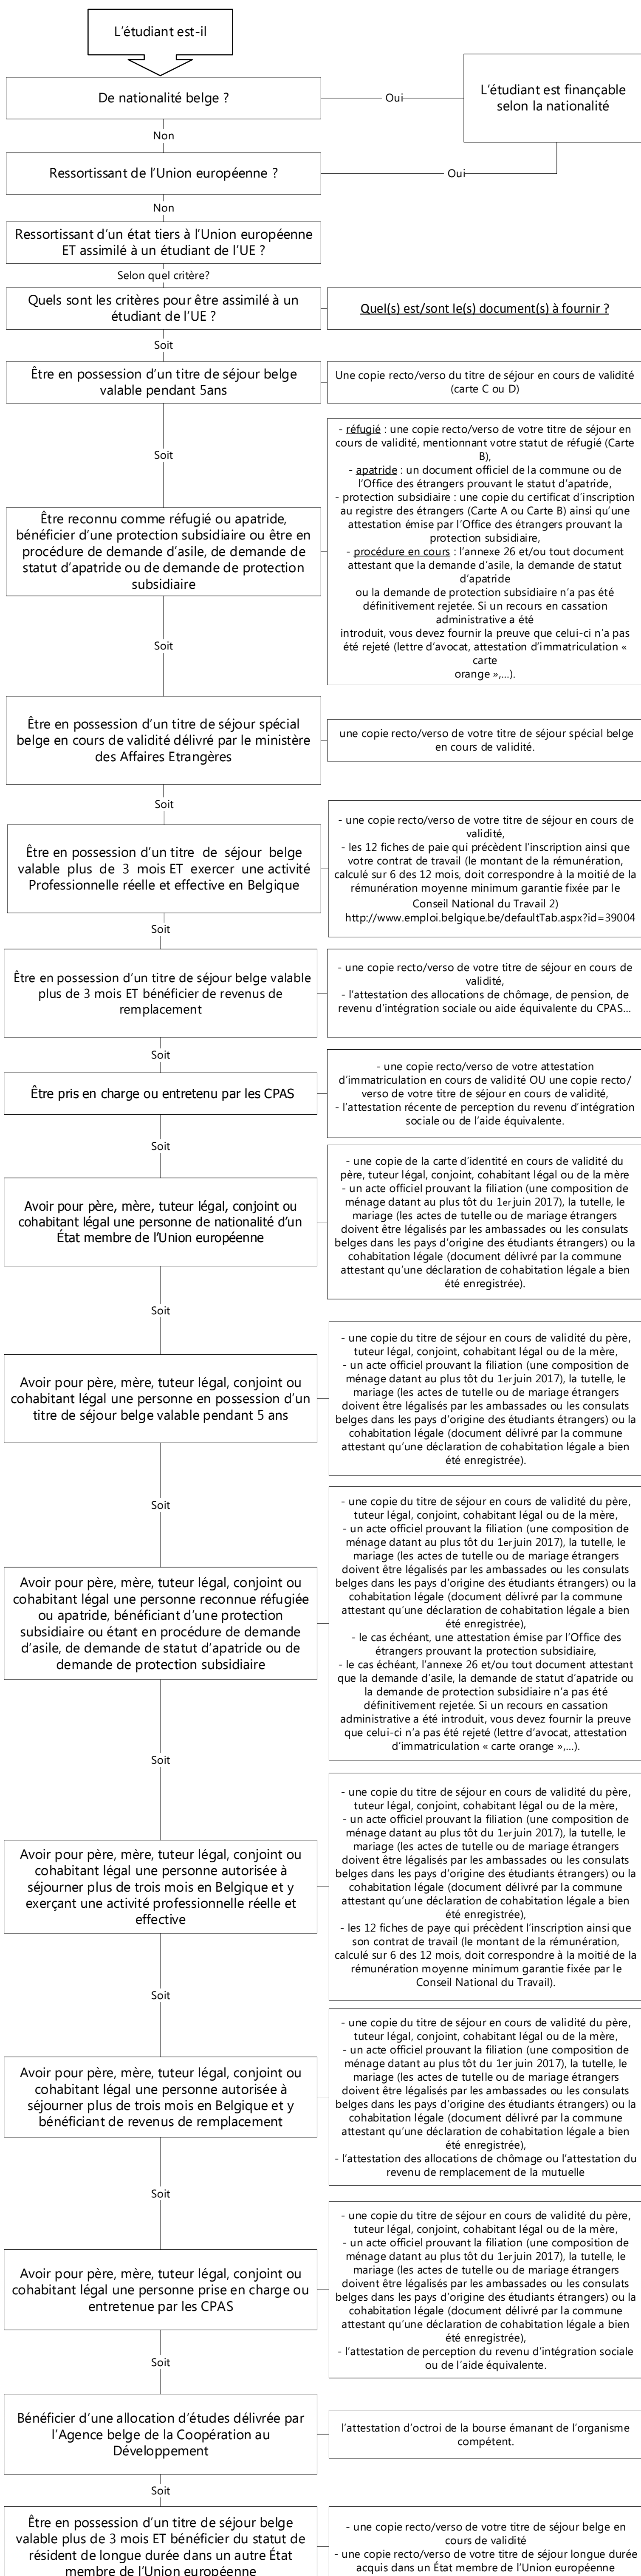 L'étudiant est-il
De nationalité belge ?
Oui
L'étudiant est finançable
selon la nationalité
Non
Ressortissant de l'Union européenne ?
Oui
Non
Ressortissant d'un état tiers à l'Union européenne
ET assimilé à un étudiant de l'UE ?
Selon quel critère?
Quels sont les critères pour être assimilé à un
étudiant de l'UE ?
Quel(s) est/sont le(s) document(s) à fournir ?
Soit
Être en possession d'un titre de séjour belge
valable pendant 5ans
Une copie recto/verso du titre de séjour en cours de validité
(carte C ou D)
Soit
Être reconnu comme réfugié ou apatride,
bénéficier d'une protection subsidiaire ou être en
procédure de demande d'asile, de demande de
statut d'apatride ou de demande de protection
subsidiaire
- réfugié : une copie recto/verso de votre titre de séjour en
cours de validité, mentionnant votre statut de réfugié (Carte
B),
- apatride : un document officiel de la commune ou de
l'Office des étrangers prouvant le statut d'apatride,
- protection subsidiaire : une copie du certificat d'inscription
au registre des étrangers (Carte A ou Carte B) ainsi qu'une
attestation émise par l'Office des étrangers prouvant la
protection subsidiaire,
- procédure en cours : l'annexe 26 et/ou tout document
attestant que la demande d'asile, la demande de statut
d'apatride
ou la demande de protection subsidiaire n'a pas été
définitivement rejetée. Si un recours en cassation
administrative a été
introduit, vous devez fournir la preuve que celui-ci n'a pas
été rejeté (lettre d'avocat, attestation d'immatriculation «
carte
orange »,...).
Soit
Être en possession d'un titre de séjour spécial
belge en cours de validité délivré par le ministère
des Affaires Etrangères
une copie recto/verso de votre titre de séjour spécial belge
en cours de validité.
Soit
Être en possession d'un titre de séjour belge
valable plus de 3 mois ET exercer une activité
Professionnelle réelle et effective en Belgique
- une copie recto/verso de votre titre de séjour en cours de
validité,
- les 12 fiches de paie qui précèdent l'inscription ainsi que
votre contrat de travail (le montant de la rémunération,
calculé sur 6 des 12 mois, doit correspondre à la moitié de la
rémunération moyenne minimum garantie fixée par le
Conseil National du Travail 2)
http://www.emploi.belgique.be/defaultTab.aspx?id=39004
Soit
Être en possession d'un titre de séjour belge valable
plus de 3 mois ET bénéficier de revenus de
remplacement
- une copie recto/verso de votre titre de séjour en cours de
validité,
- l'attestation des allocations de chômage, de pension, de
revenu d'intégration sociale ou aide équivalente du CPAS...
Soit
Être pris en charge ou entretenu par les CPAS
- une copie recto/verso de votre attestation
d'immatriculation en cours de validité OU une copie recto/
verso de votre titre de séjour en cours de validité,
- l'attestation récente de perception du revenu d'intégration
sociale ou de l'aide équivalente.
Soit
Avoir pour père, mère, tuteur légal, conjoint ou
cohabitant légal une personne de nationalité d'un
État membre de l'Union européenne
- une copie de la carte d'identité en cours de validité du
père, tuteur légal, conjoint, cohabitant légal ou de la mère
- un acte officiel prouvant la filiation (une composition de
ménage datant au plus tôt du 1er juin 2017), la tutelle, le
mariage (les actes de tutelle ou de mariage étrangers
doivent être légalisés par les ambassades ou les consulats
belges dans les pays d'origine des étudiants étrangers) ou la
cohabitation légale (document délivré par la commune
attestant qu'une déclaration de cohabitation légale a bien
été enregistrée).
Soit
Avoir pour père, mère, tuteur légal, conjoint ou
cohabitant légal une personne en possession d'un
titre de séjour belge valable pendant 5 ans
- une copie du titre de séjour en cours de validité du père,
tuteur légal, conjoint, cohabitant légal ou de la mère,
- un acte officiel prouvant la filiation (une composition de
ménage datant au plus tôt du 1er juin 2017), la tutelle, le
mariage (les actes de tutelle ou de mariage étrangers
doivent être légalisés par les ambassades ou les consulats
belges dans les pays d'origine des étudiants étrangers) ou la
cohabitation légale (document délivré par la commune
attestant qu'une déclaration de cohabitation légale a bien
été enregistrée).
Soit
Avoir pour père, mère, tuteur légal, conjoint ou
cohabitant légal une personne reconnue réfugiée
ou apatride, bénéficiant d'une protection
subsidiaire ou étant en procédure de demande
d'asile, de demande de statut d'apatride ou de
demande de protection subsidiaire
- une copie du titre de séjour en cours de validité du père,
tuteur légal, conjoint, cohabitant légal ou de la mère,
- un acte officiel prouvant la filiation (une composition de
ménage datant au plus tôt du 1er juin 2017), la tutelle, le
mariage (les actes de tutelle ou de mariage étrangers
doivent être légalisés par les ambassades ou les consulats
belges dans les pays d'origine des étudiants étrangers) ou la
cohabitation légale (document délivré par la commune
attestant qu'une déclaration de cohabitation légale a bien
été enregistrée),
- le cas échéant, une attestation émise par l'Office des
étrangers prouvant la protection subsidiaire,
- le cas échéant, l'annexe 26 et/ou tout document attestant
que la demande d'asile, la demande de statut d'apatride ou
la demande de protection subsidiaire n'a pas été
définitivement rejetée. Si un recours en cassation
administrative a été introduit, vous devez fournir la preuve
que celui-ci n'a pas été rejeté (lettre d'avocat, attestation
d'immatriculation « carte orange »,...).
Soit
Avoir pour père, mère, tuteur légal, conjoint ou
cohabitant légal une personne autorisée à
séjourner plus de trois mois en Belgique et y
exerçant une activité professionnelle réelle et
effective
- une copie du titre de séjour en cours de validité du père,
tuteur légal, conjoint, cohabitant légal ou de la mère,
- un acte officiel prouvant la filiation (une composition de
ménage datant au plus tôt du 1er juin 2017), la tutelle, le
mariage (les actes de tutelle ou de mariage étrangers
doivent être légalisés par les ambassades ou les consulats
belges dans les pays d'origine des étudiants étrangers) ou la
cohabitation légale (document délivré par la commune
attestant qu'une déclaration de cohabitation légale a bien
été enregistrée),
- les 12 fiches de paye qui précèdent l'inscription ainsi que
son contrat de travail (le montant de la rémunération,
calculé sur 6 des 12 mois, doit correspondre à la moitié de la
rémunération moyenne minimum garantie fixée par le
Conseil National du Travail).
Soit
Avoir pour père, mère, tuteur légal, conjoint ou
cohabitant légal une personne autorisée à
séjourner plus de trois mois en Belgique et y
bénéficiant de revenus de remplacement
- une copie du titre de séjour en cours de validité du père,
tuteur légal, conjoint, cohabitant légal ou de la mère,
- un acte officiel prouvant la filiation (une composition de
ménage datant au plus tôt du 1er juin 2017), la tutelle, le
mariage (les actes de tutelle ou de mariage étrangers
doivent être légalisés par les ambassades ou les consulats
belges dans les pays d'origine des étudiants étrangers) ou la
cohabitation légale (document délivré par la commune
attestant qu'une déclaration de cohabitation légale a bien
été enregistrée),
- l'attestation des allocations de chômage ou l'attestation du
revenu de remplacement de la mutuelle
Soit
Avoir pour père, mère, tuteur légal, conjoint ou
cohabitant légal une personne prise en charge ou
entretenue par les CPAS
- une copie du titre de séjour en cours de validité du père,
tuteur légal, conjoint, cohabitant légal ou de la mère,
- un acte officiel prouvant la filiation (une composition de
ménage datant au plus tôt du 1er juin 2017), la tutelle, le
mariage (les actes de tutelle ou de mariage étrangers
doivent être légalisés par les ambassades ou les consulats
belges dans les pays d'origine des étudiants étrangers) ou la
cohabitation légale (document délivré par la commune
attestant qu'une déclaration de cohabitation légale a bien
été enregistrée),
- l'attestation de perception du revenu d'intégration sociale
ou de l'aide équivalente.
Soit
Bénéficier d'une allocation d'études délivrée par
l'Agence belge de la Coopération au
Développement
l'attestation d'octroi de la bourse émanant de l'organisme
compétent.
Soit
Être en possession d'un titre de séjour belge
valable plus de 3 mois ET bénéficier du statut de
résident de longue durée dans un autre État
membre de l'Union européenne
- une copie recto/verso de votre titre de séjour belge en
cours de validité
- une copie recto/verso de votre titre de séjour longue durée
acquis dans un État membre de l'Union européenne